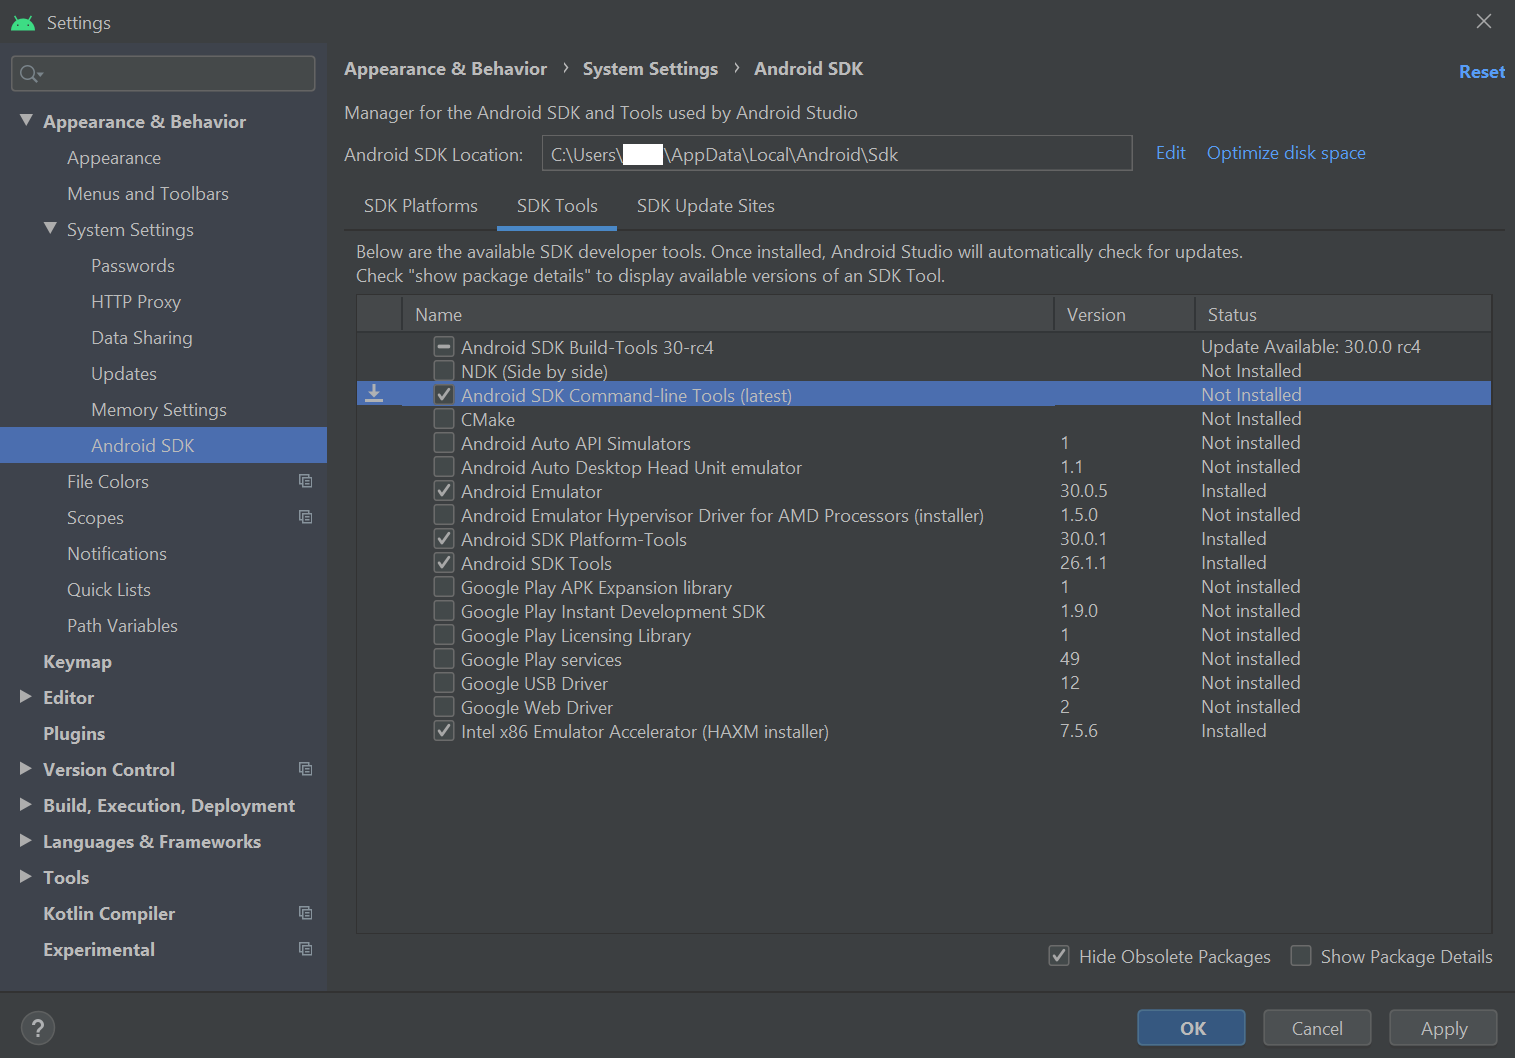 Settings
Appearance & Behavior
Appearance
Menus and Toolbars
System Settings
Passwords
HTTP Proxy
Data Sharing
Updates
Memory Settings
Android SDK
File Colors
Scopes
Notifications
Quick Lists
Path Variables
Keymap
Editor
Plugins
Version Control
Build, Execution, Deployment
Languages & Frameworks
Tools
Kotlin Compiler
Experimental
Appearance & Behavior › System Settings › Android SDK
Reset
Manager for the Android SDK and Tools used by Android Studio
Android SDK Location: C:\Users\ \AppData\Local\Android\Sdk Edit Optimize disk space
SDK Platforms SDK Tools SDK Update Sites
Below are the available SDK developer tools. Once installed, Android Studio will automatically check for updates.
Check "show package details" to display available versions of an SDK Tool.
Name Version Status
Android SDK Build-Tools 30-rc4 Update Available: 30.0.0 rc4
NDK (Side by side) Not Installed
Android SDK Command-line Tools (latest) Not Installed
CMake Not Installed
Android Auto API Simulators 1 Not installed
Android Auto Desktop Head Unit emulator 1.1 Not installed
Android Emulator 30.0.5 Installed
Android Emulator Hypervisor Driver for AMD Processors (installer) 1.5.0 Not installed
Android SDK Platform-Tools 30.0.1 Installed
Android SDK Tools 26.1.1 Installed
Google Play APK Expansion library 1 Not installed
Google Play Instant Development SDK 1.9.0 Not installed
Google Play Licensing Library 1 Not installed
Google Play services 49 Not installed
Google USB Driver 12 Not installed
Google Web Driver 2 Not installed
Intel x86 Emulator Accelerator (HAXM installer) 7.5.6 Installed
Hide Obsolete Packages Show Package Details
? OK Cancel Apply